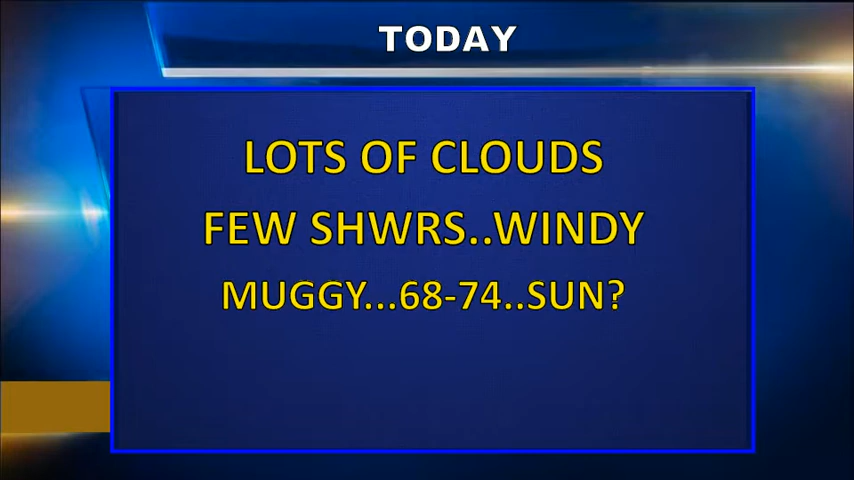 TODAY
LOTS OF CLOUDS
FEW SHWRS..WINDY
MUGGY...68-74..SUN?